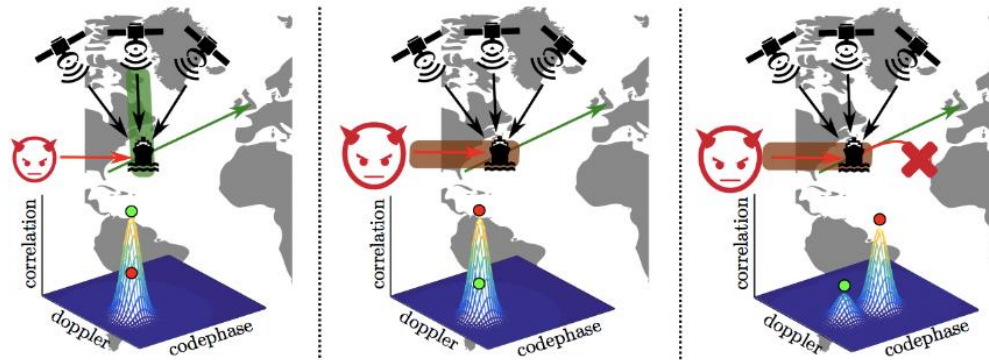 correlation
doppler
codephase
correlation
doppler
codephase
correlation
doppler
codephase